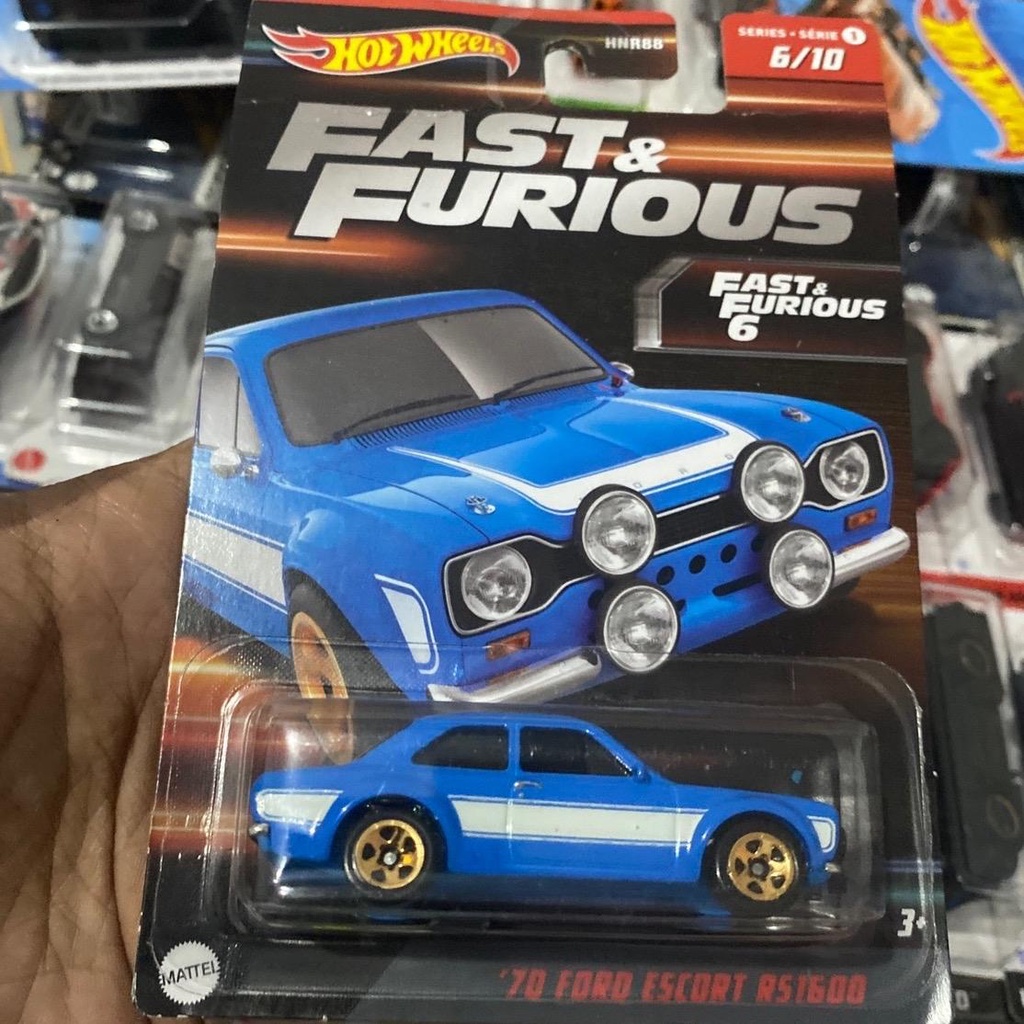 HOT WHEELS
HNR88
SERIES • SÉRIE 1
6/10
FAST &
FURIOUS
FAST &
FURIOUS
6
3+
MATTEL
'70 FORD ESCORT RS1600